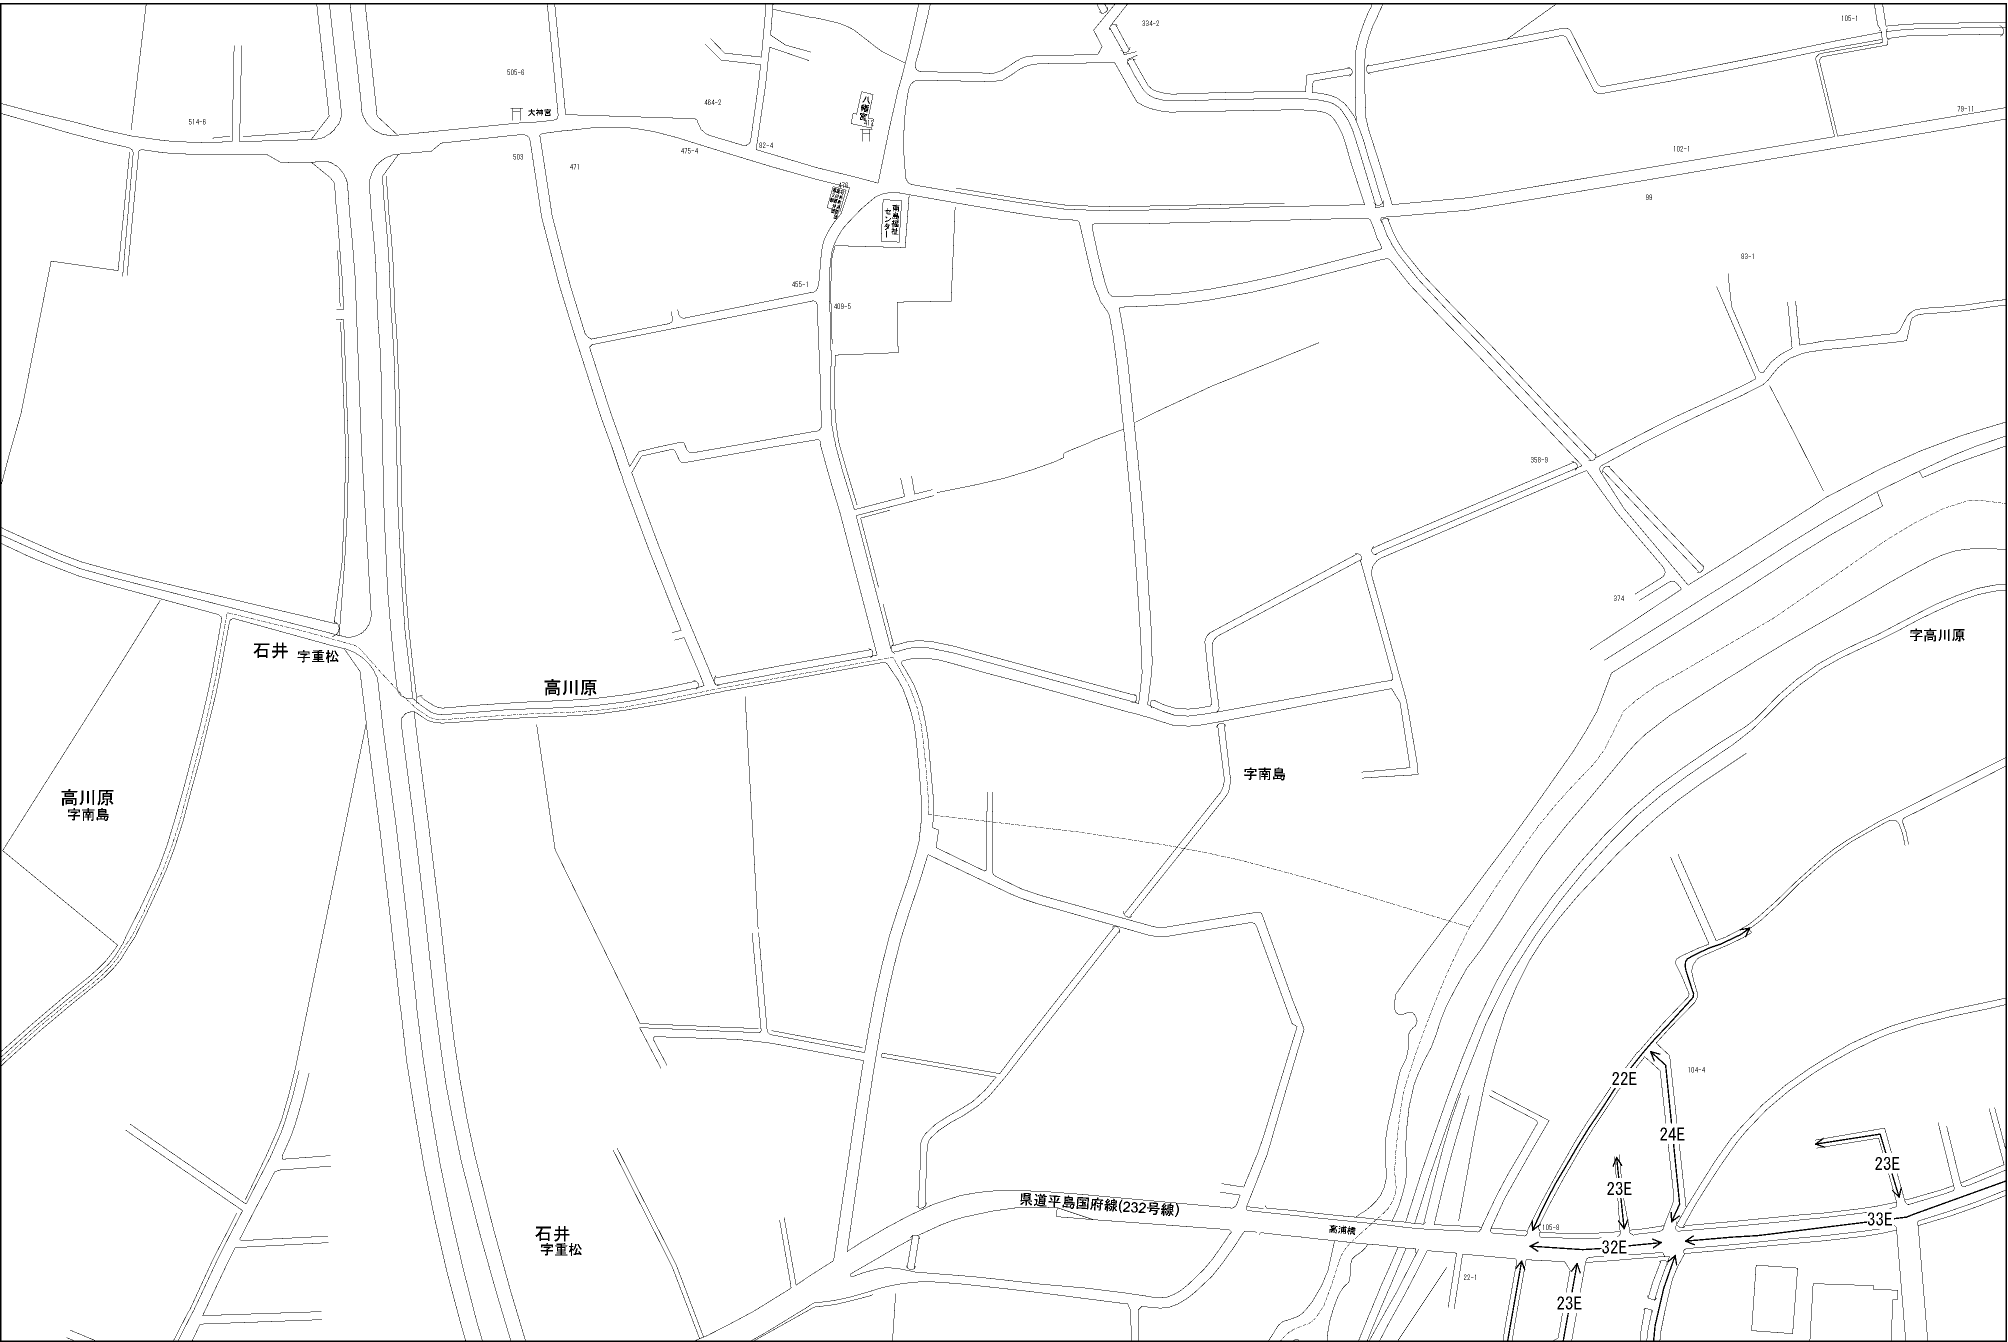 334-2
105-1
505-6
464-2
大神宮
八幡宮
79-11
514-6
92-4
475-4
503
471
102-1
476
99
南島福祉
センター
83-1
455-1
409-5
358-9
374
字高川原
石井 字重松
高川原
字南島
高川原
字南島
104-4
22E
24E
23E
23E
県道平島国府線(232号線)
高浦橋
105-8
33E
石井
字重松
32E
22-1
23E